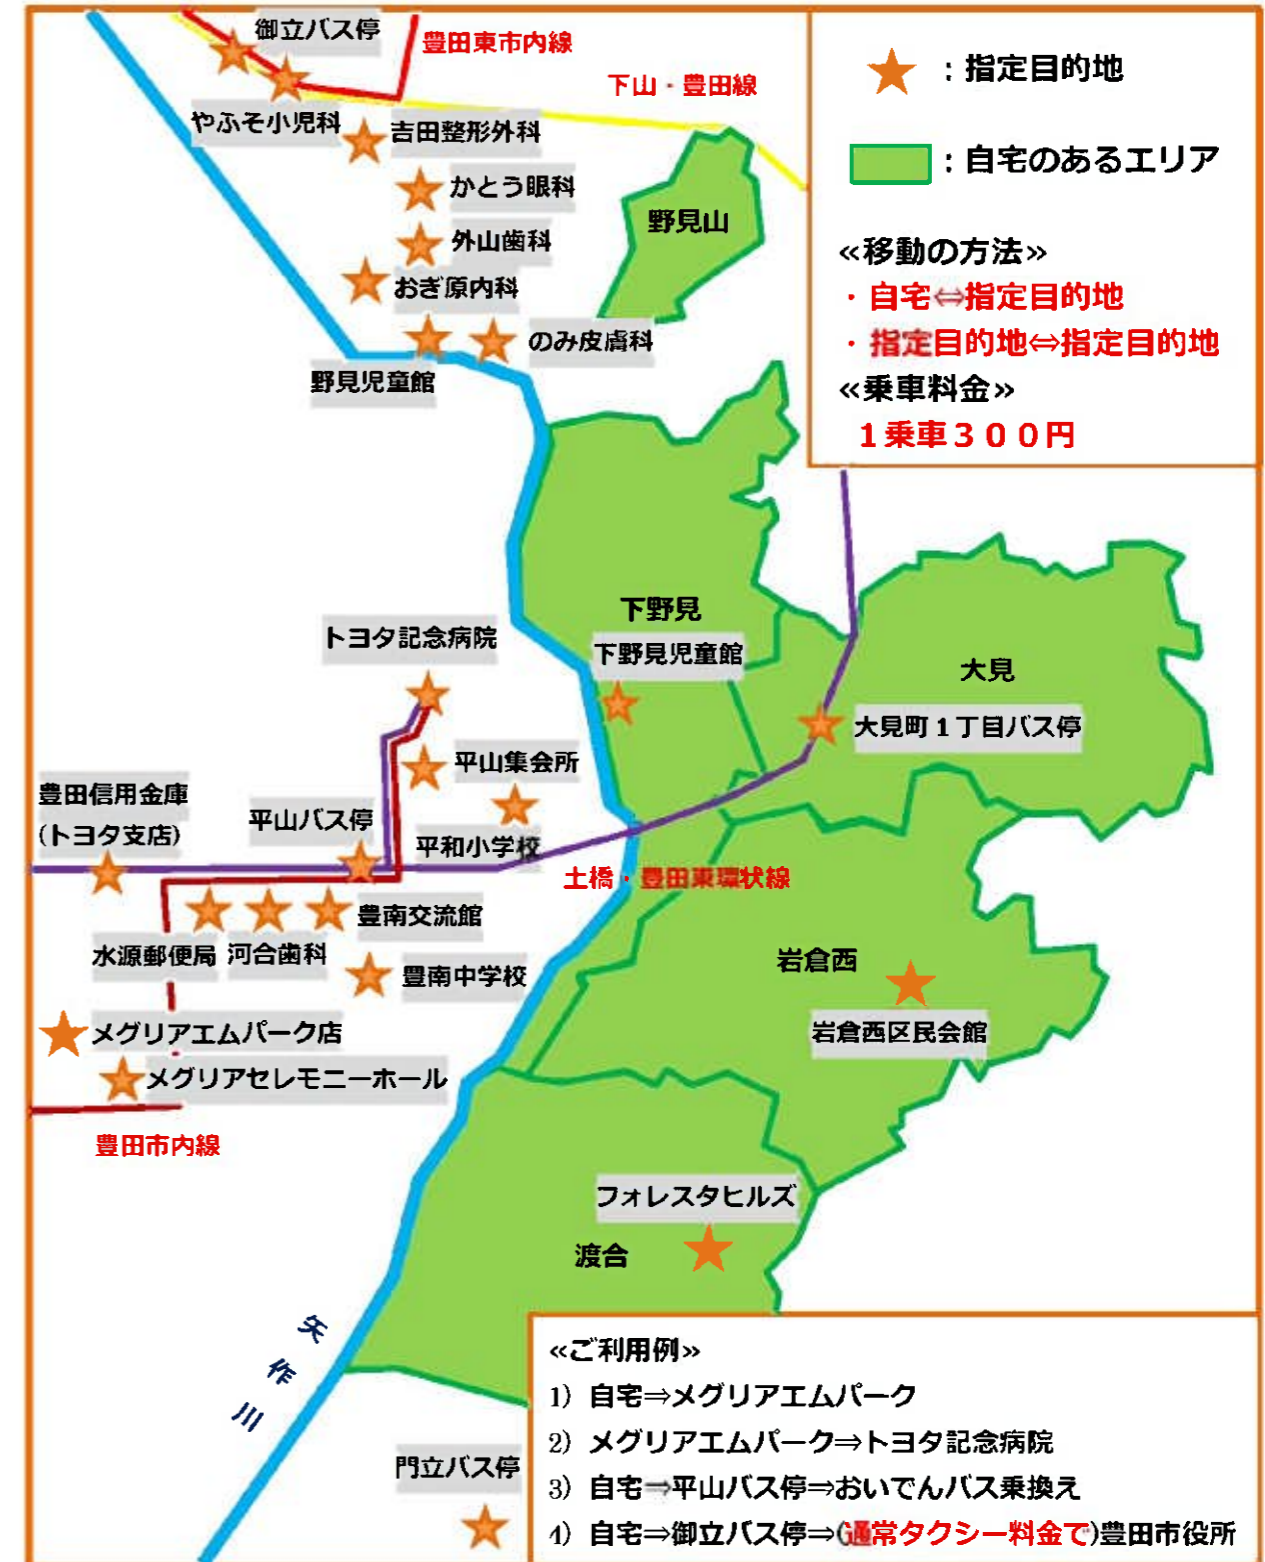 御立バス停
豊田東市内線
下山・豊田線
やふそ小児科
吉田整形外科
かとう眼科
外山歯科
おぎ原内科
のみ皮膚科
野見児童館
野見山
：指定目的地
：自宅のあるエリア
≪移動の方法≫
・自宅⇔指定目的地
・指定目的地⇔指定目的地
≪乗車料金≫
１乗車３００円
下野見
下野見児童館
トヨタ記念病院
大見
大見町１丁目バス停
平山集会所
豊田信用金庫
(トヨタ支店)
平山バス停
平和小学校
土橋・豊田東環状線
豊南交流館
水源郵便局
河合歯科
豊南中学校
岩倉西
岩倉西区民会館
メグリアエムパーク店
メグリアセレモニーホール
豊田市内線
フォレスタヒルズ
渡合
矢作川
門立バス停
≪ご利用例≫
1) 自宅⇒メグリアエムパーク
2) メグリアエムパーク⇒トヨタ記念病院
3) 自宅⇒平山バス停⇒おいでんバス乗換え
4) 自宅⇒御立バス停⇒(通常タクシー料金で)豊田市役所